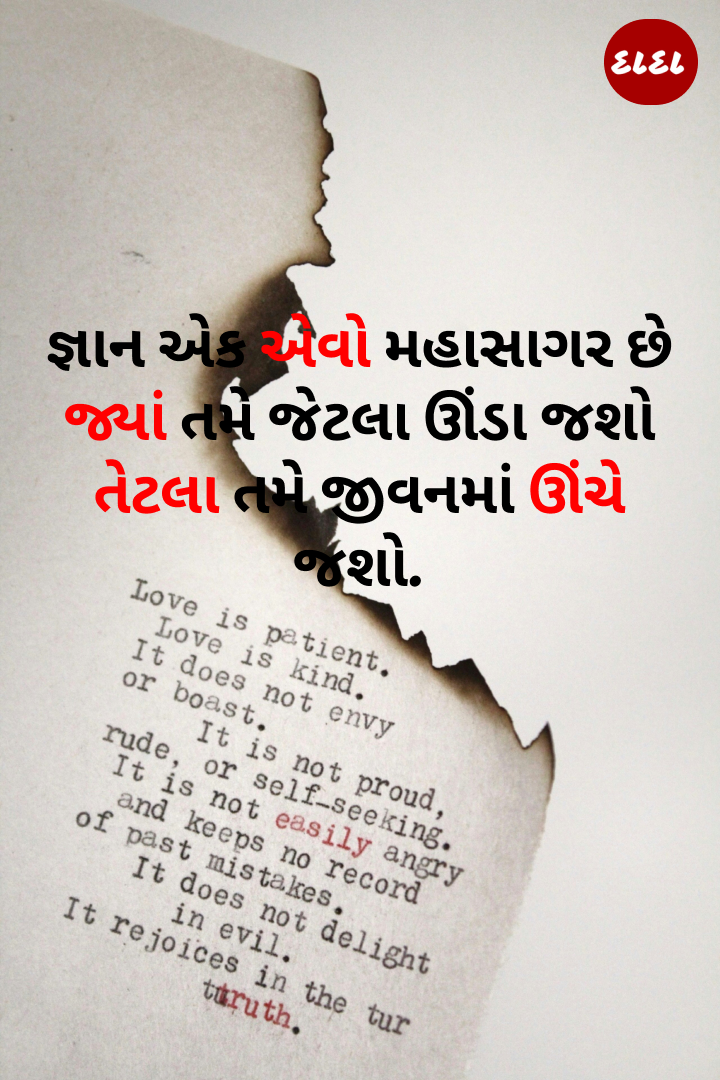 દાદા
જ્ઞાન એક એવો મહાસાગર છે
જ્યાં તમે જેટલા ઊંડા જશો
તેટલા તમે જીવનમાં ઊંચે
જશો.
Love is patient.
Love is kind.
It does not envy
or boast.
It is not proud,
rude, or self-seeking.
It is not easily angry
and keeps no record
of past mistakes.
It does not delight
in evil.
It rejoices in the tur
truth.